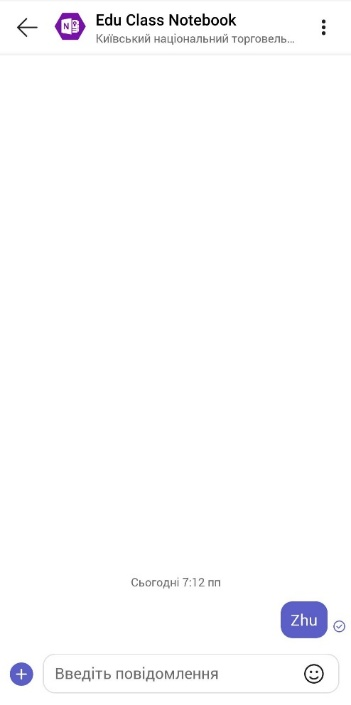 Edu Class Notebook
Київський національний торговель...
Сьогодні 7:12 пп
Zhu
Введіть повідомлення